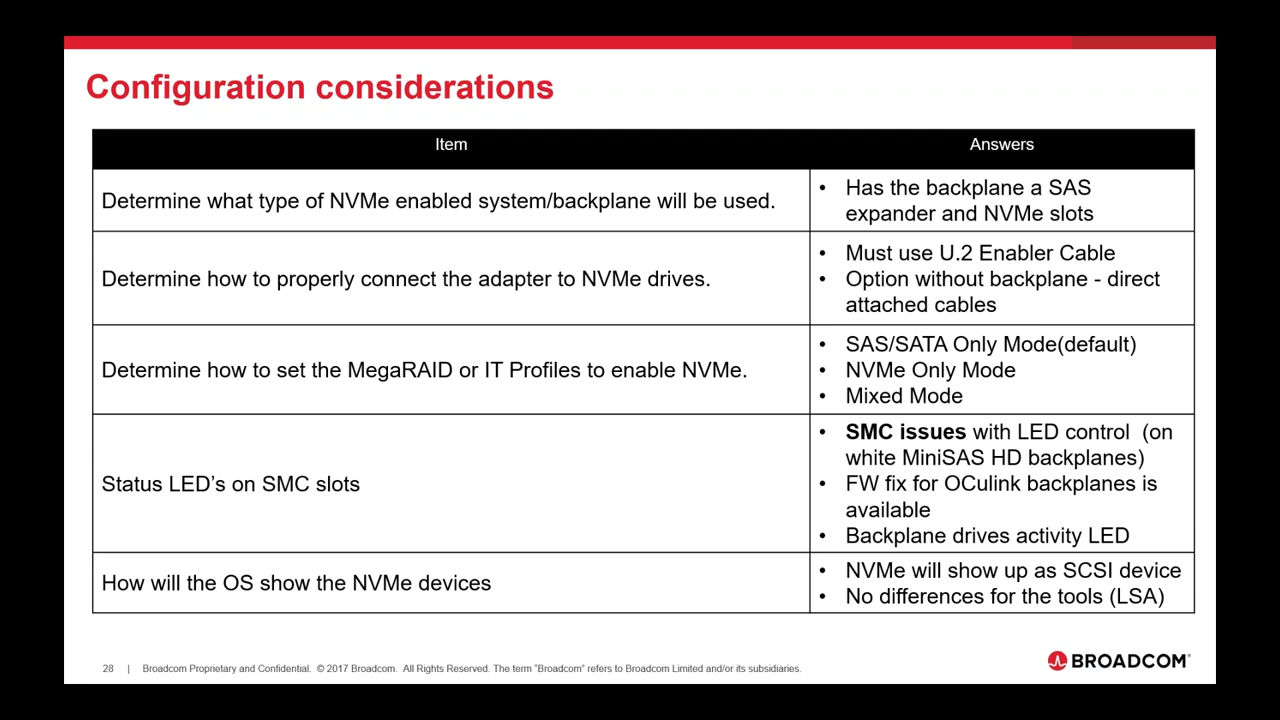 Configuration considerations
Item
Answers
Determine what type of NVMe enabled system/backplane will be used.
• Has the backplane a SAS
expander and NVMe slots
Determine how to properly connect the adapter to NVMe drives.
• Must use U.2 Enabler Cable
• Option without backplane - direct
attached cables
Determine how to set the MegaRAID or IT Profiles to enable NVMe.
• SAS/SATA Only Mode(default)
• NVMe Only Mode
• Mixed Mode
Status LED's on SMC slots
• SMC issues with LED control (on
white MiniSAS HD backplanes)
• FW fix for OCulink backplanes is
available
• Backplane drives activity LED
How will the OS show the NVMe devices
• NVMe will show up as SCSI device
• No differences for the tools (LSA)
28 | Broadcom Proprietary and Confidential. © 2017 Broadcom. All Rights Reserved. The term "Broadcom" refers to Broadcom Limited and/or its subsidiaries.
BROADCOM